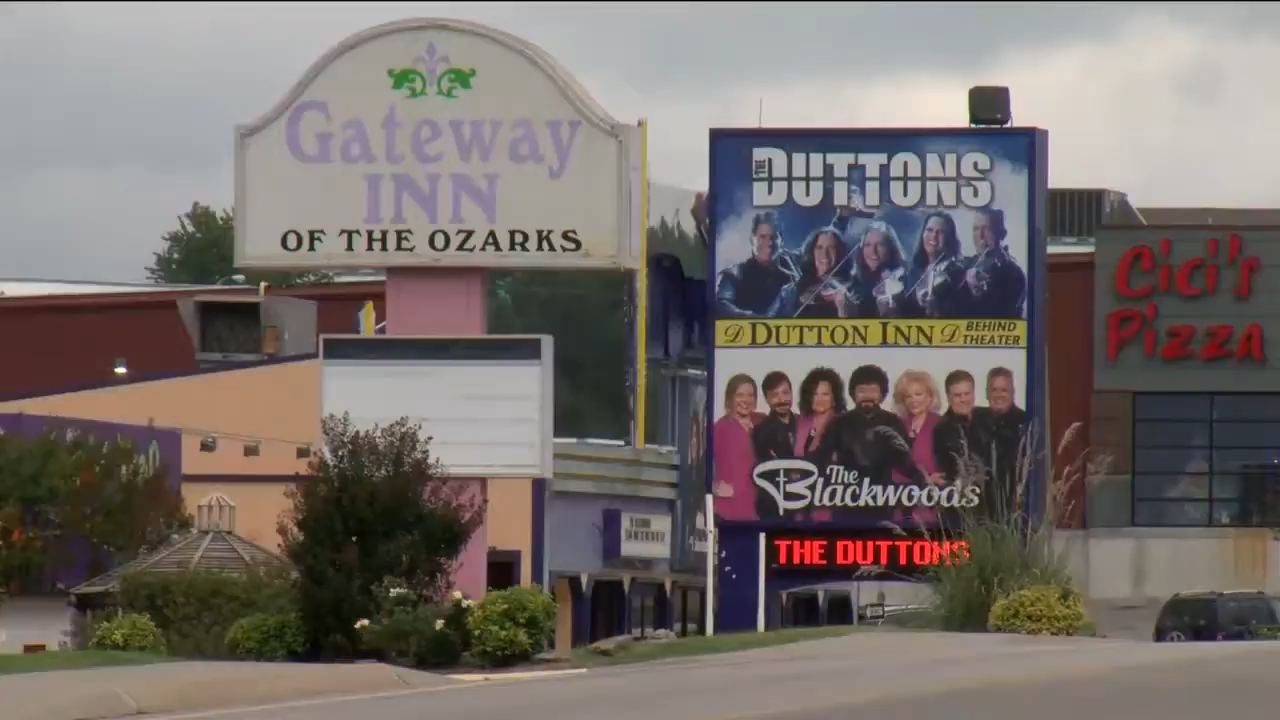 Gateway
INN
OF THE OZARKS
THE DUTTONS
D DUTTON INN D BEHIND
THEATER
The
Blackwoods
THE DUTTONS
Cici's
Pizza